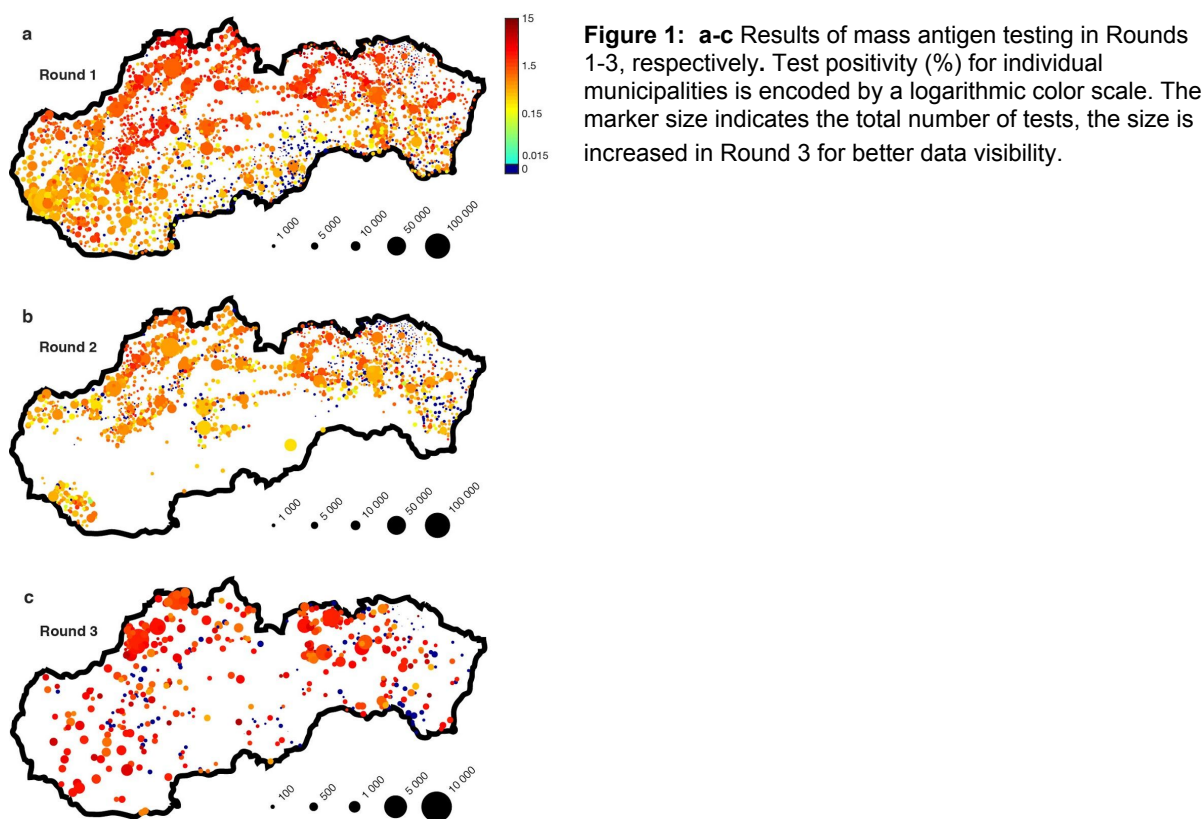 a
Round 1
15
1.5
0.15
0.015
0
1 000
5 000
10 000
50 000
100 000
Figure 1: a-c Results of mass antigen testing in Rounds
1-3, respectively. Test positivity (%) for individual
municipalities is encoded by a logarithmic color scale. The
marker size indicates the total number of tests, the size is
increased in Round 3 for better data visibility.
b
Round 2
1 000
5 000
10 000
50 000
100 000
c
Round 3
100
500
1 000
5 000
10 000